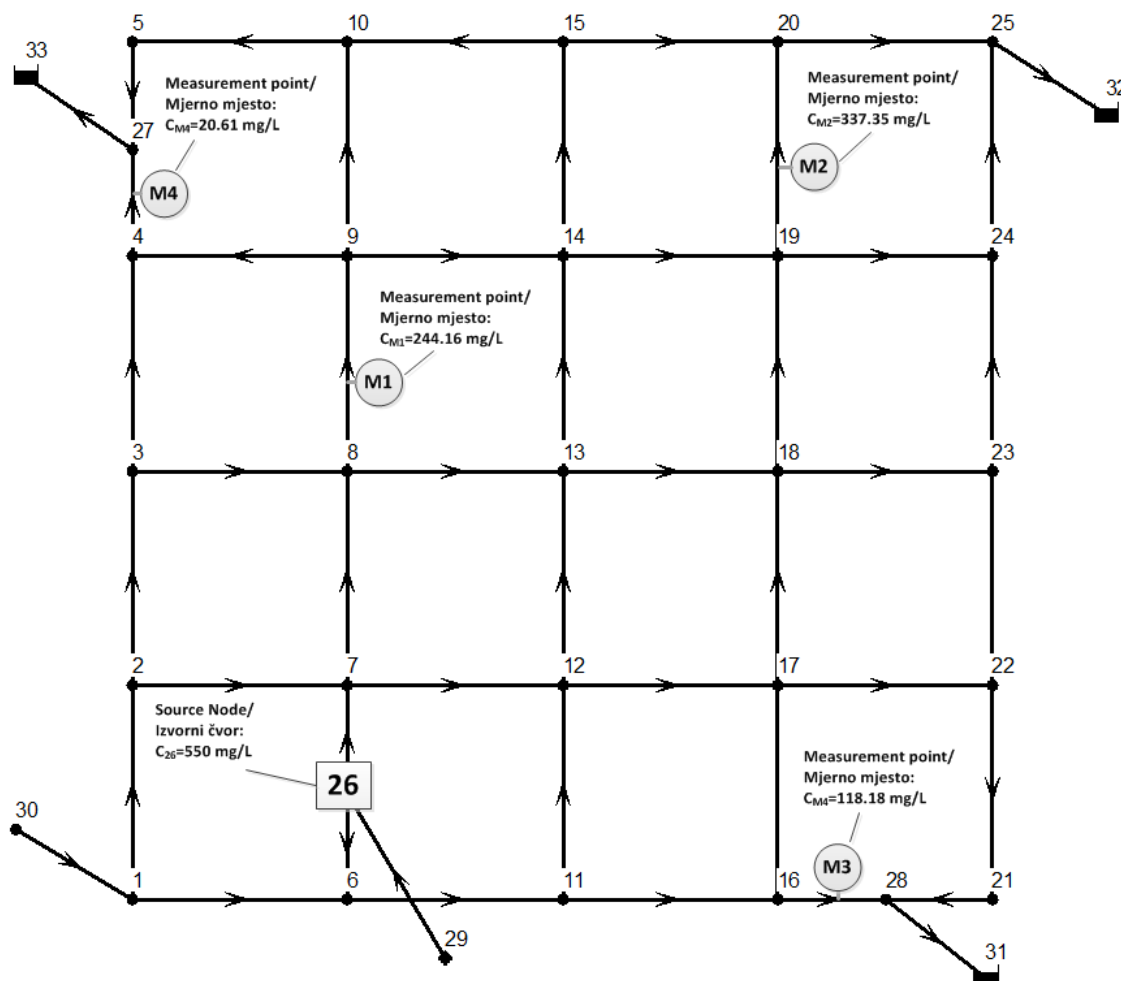 5
10
15
20
25
33
Measurement point/
Mjerno mjesto:
CM4=20.61 mg/L
Measurement point/
Mjerno mjesto:
CM2=337.35 mg/L
32
27
M4
M2
4
9
14
19
24
Measurement point/
Mjerno mjesto:
CM1=244.16 mg/L
M1
3
8
13
18
23
2
7
12
17
22
Source Node/
Izvorni čvor:
C26=550 mg/L
26
Measurement point/
Mjerno mjesto:
CM4=118.18 mg/L
30
M3
1
6
11
16
28
21
29
31